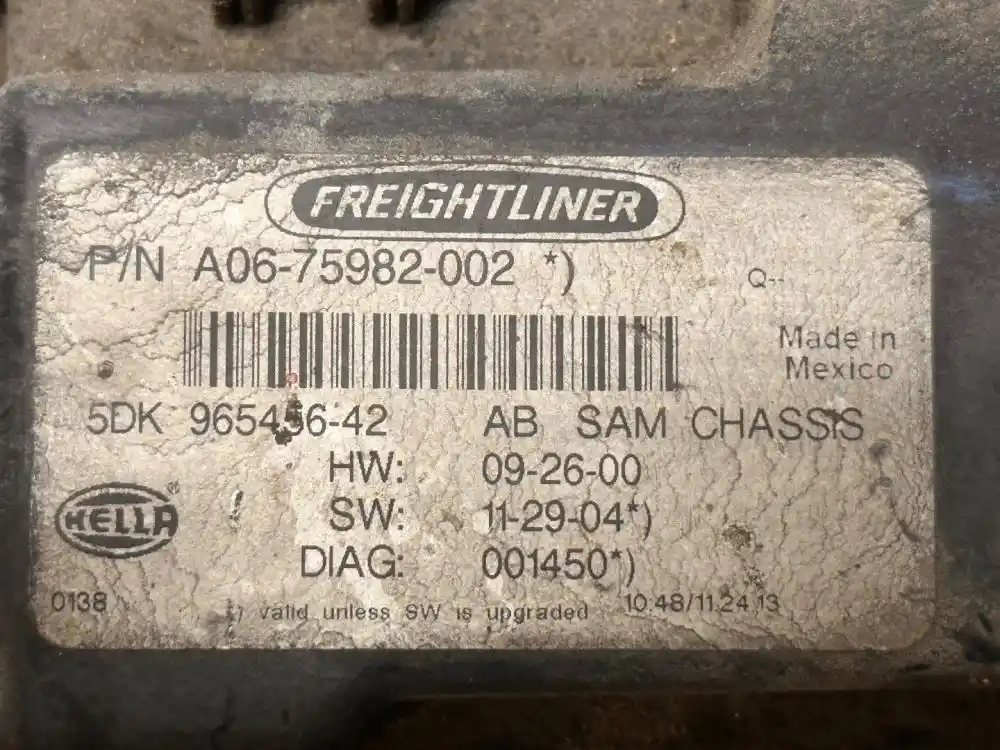 FREIGHTLINER
P/N A06-75982-002 *)
Q--
Made in
Mexico
5DK 965456-42 AB SAM CHASSIS
HW: 09-26-00
SW: 11-29-04*)
HELLA ®
DIAG: 001450*)
0138
*) valid unless SW is upgraded
10:48/11.24.13